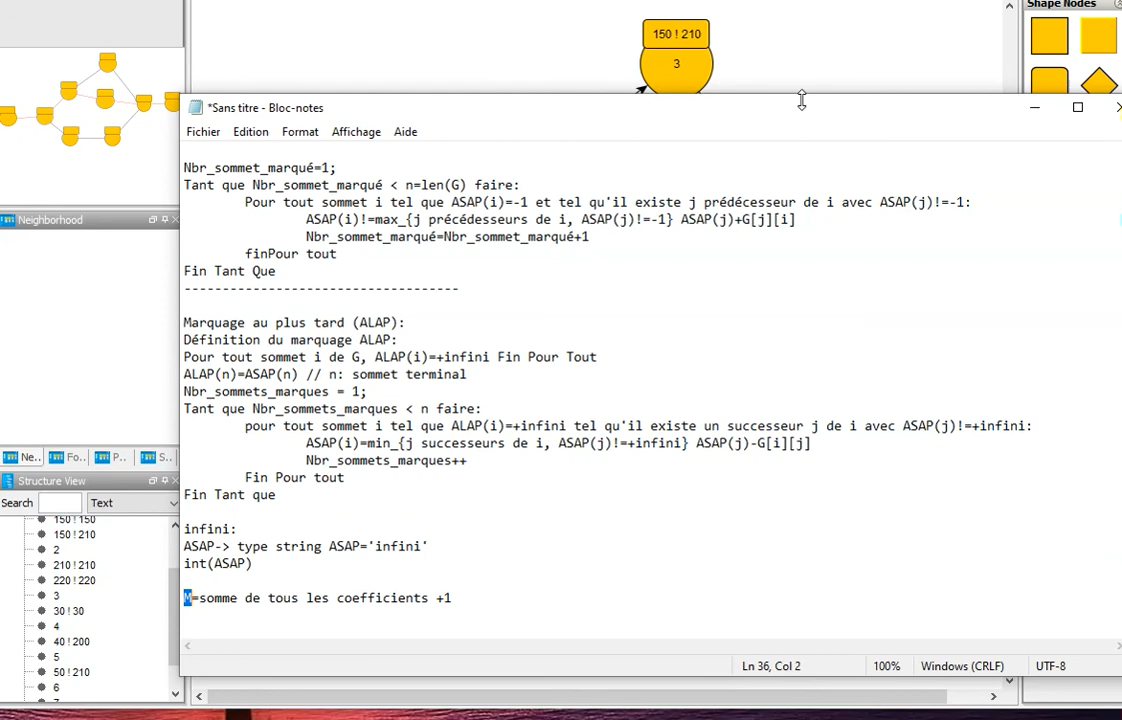 Shape Nodes
150 ! 210
3
*Sans titre - Bloc-notes
Fichier Edition Format Affichage Aide
Nbr_sommet_marqué=1;
Tant que Nbr_sommet_marqué < n=len(G) faire:
Pour tout sommet i tel que ASAP(i)=-1 et tel qu'il existe j prédécesseur de i avec ASAP(j)!=-1:
ASAP(i)!=max_{j précédesseurs de i, ASAP(j)!=-1} ASAP(j)+G[j][i]
Nbr_sommet_marqué=Nbr_sommet_marqué+1
finPour tout
Fin Tant Que
------------------------------------
Marquage au plus tard (ALAP):
Définition du marquage ALAP:
Pour tout sommet i de G, ALAP(i)=+infini Fin Pour Tout
ALAP(n)=ASAP(n) // n: sommet terminal
Nbr_sommets_marques = 1;
Tant que Nbr_sommets_marques < n faire:
pour tout sommet i tel que ALAP(i)=+infini tel qu'il existe un successeur j de i avec ASAP(j)!=+infini:
ASAP(i)=min_{j successeurs de i, ASAP(j)!=+infini} ASAP(j)-G[i][j]
Nbr_sommets_marques++
Fin Pour tout
Fin Tant que
infini:
ASAP-> type string ASAP='infini'
int(ASAP)
M=somme de tous les coefficients +1
Ln 36, Col 2 100% Windows (CRLF) UTF-8
Neighborhood
Ne... Fo... P... S...
Structure View
Search Text
150 ! 150
150 ! 210
2
210 ! 210
220 ! 220
3
30 ! 30
4
40 ! 200
5
50 ! 210
6